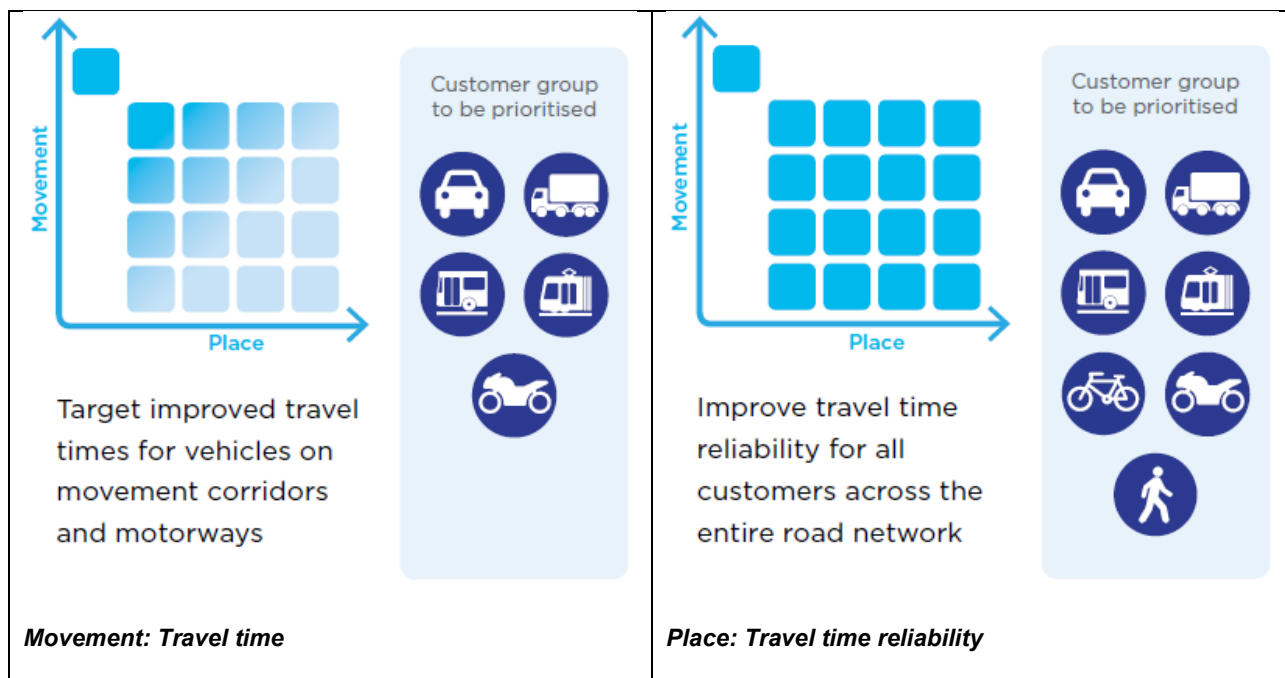 Movement
Place
Customer group
to be prioritised
Target improved travel
times for vehicles on
movement corridors
and motorways
Movement: Travel time
Movement
Place
Customer group
to be prioritised
Improve travel time
reliability for all
customers across the
entire road network
Place: Travel time reliability